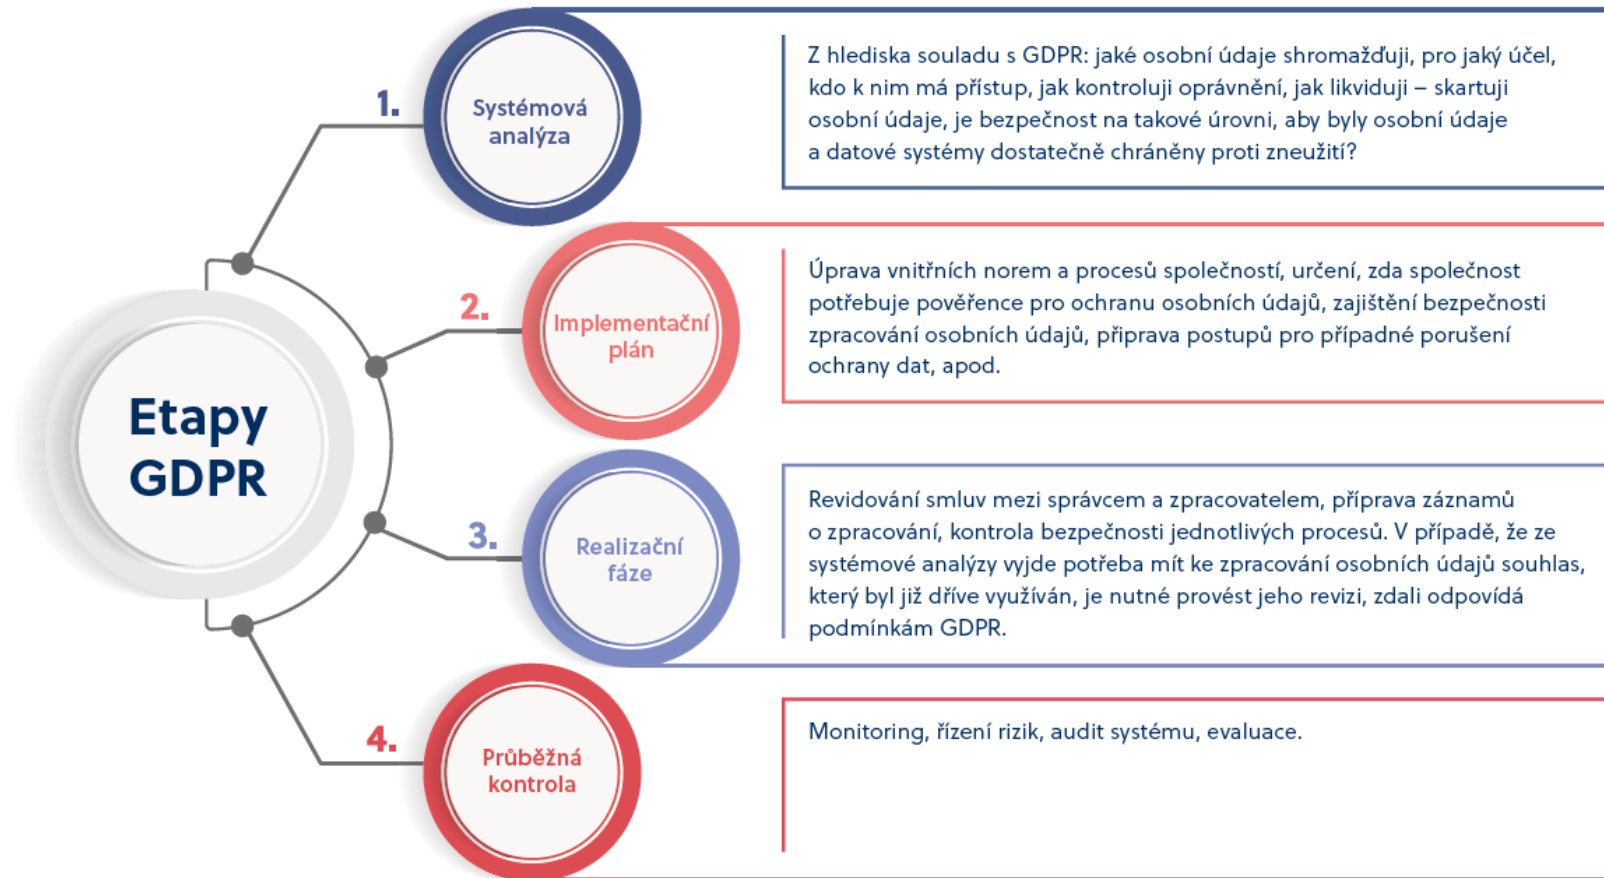 Etapy
GDPR
1.
Systémová
analýza
Z hlediska souladu s GDPR: jaké osobní údaje shromažďuji, pro jaký účel,
kdo k nim má přístup, jak kontroluji oprávnění, jak likviduji – skartuji
osobní údaje, je bezpečnost na takové úrovni, aby byly osobní údaje
a datové systémy dostatečně chráněny proti zneužití?
2.
Implementační
plán
Úprava vnitřních norem a procesů společností, určení, zda společnost
potřebuje pověřence pro ochranu osobních údajů, zajištění bezpečnosti
zpracování osobních údajů, připrava postupů pro případné porušení
ochrany dat, apod.
3.
Realizační
fáze
Revidování smluv mezi správcem a zpracovatelem, příprava záznamů
o zpracování, kontrola bezpečnosti jednotlivých procesů. V případě, že ze
systémové analýzy vyjde potřeba mít ke zpracování osobních údajů souhlas,
který byl již dříve využíván, je nutné provést jeho revizi, zdali odpovídá
podmínkám GDPR.
4.
Průběžná
kontrola
Monitoring, řízení rizik, audit systému, evaluace.